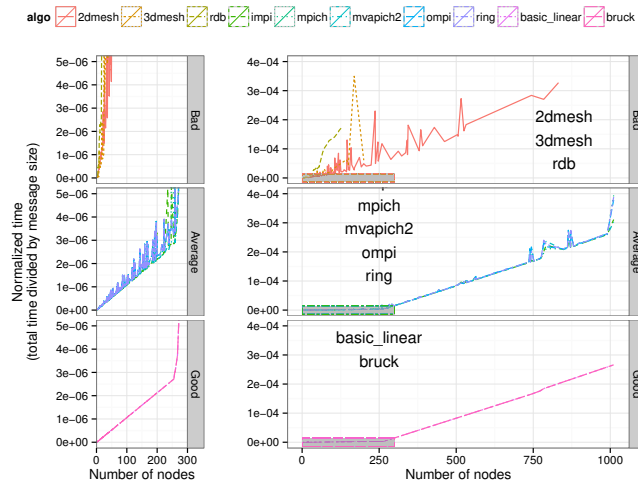 algo 2dmesh 3dmesh rdb impi mpich mvapich2 ompi ring basic_linear bruck
Normalized time
(total time divided by message size)
5e-06
4e-06
3e-06
2e-06
1e-06
0e+00
Bad
4e-04
3e-04
2e-04
1e-04
0e+00
2dmesh
3dmesh
rdb
Bad
5e-06
4e-06
3e-06
2e-06
1e-06
0e+00
Average
4e-04
3e-04
2e-04
1e-04
0e+00
mpich
mvapich2
ompi
ring
Average
5e-06
4e-06
3e-06
2e-06
1e-06
0e+00
Good
4e-04
3e-04
2e-04
1e-04
0e+00
basic_linear
bruck
Good
0 100 200 300
Number of nodes
0 250 500 750 1000
Number of nodes